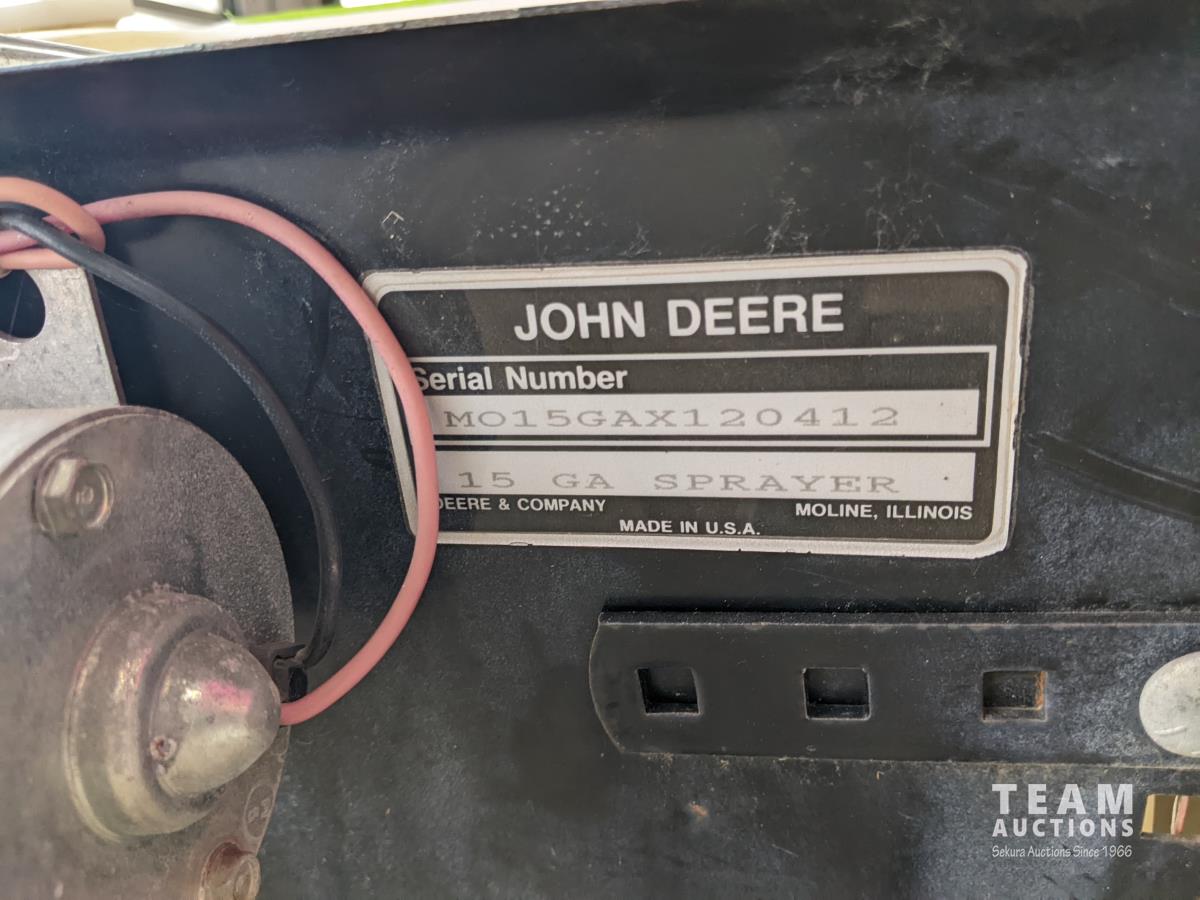 JOHN DEERE
Serial Number
MO15GAX120412
15 GA SPRAYER
DEERE & COMPANY MOLINE, ILLINOIS
MADE IN U.S.A.
TEAM
AUCTIONS
Sekura Auctions Since 1966